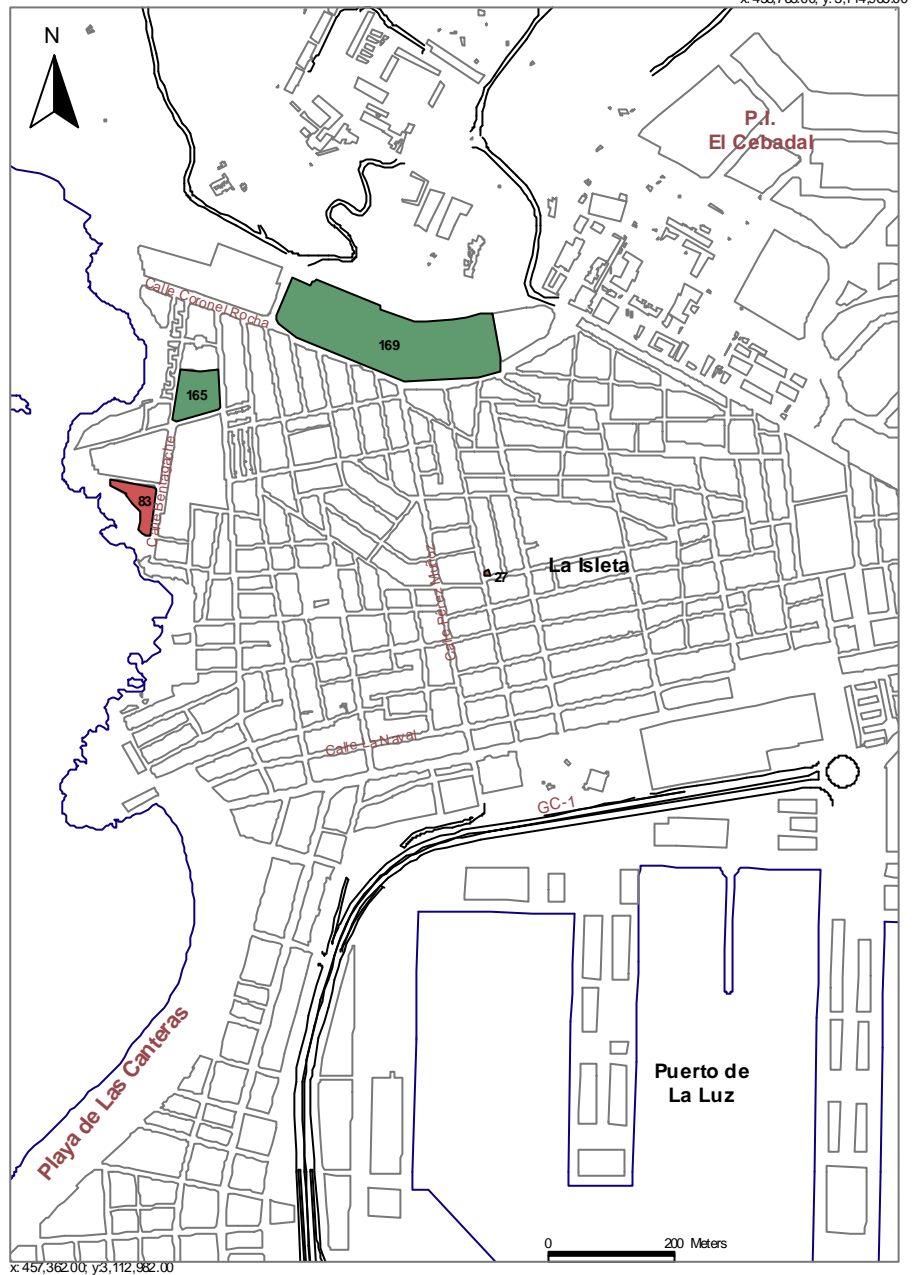 N
P.I.
El Cebadal
Calle Coronel Rocha
169
165
83
Calle Bentagache
27
La Isleta
Calle Pérez Muñoz
Calle La Naval
GC-1
Playa de Las Canteras
Puerto de
La Luz
0 200 Meters
x: 457,362.00; y:3,112,982.00